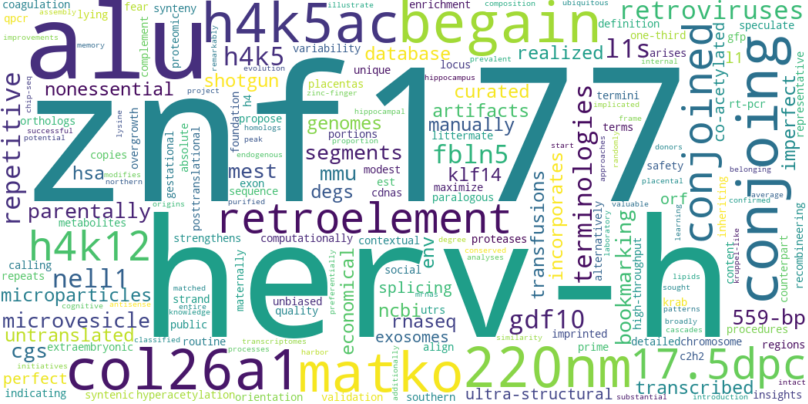 coagulation
assembly
lying
fear
synteny
complement
proteomic
h4k5ac
remarkably
h4k5
variability
internal
enrichment
begain
illustrate
composition
ubiquitous
retroviruses
definition
one-third
speculate
prevalent
realized
l1s
arises
l1
gfp
qpcr
improvements
memory
alu
evolution
shotgun
database
unique
locus
curated
nonessential
placentas
zinc-finger
hippocampus
artifacts
termini
rt-pcr
conjoined
co-acetylated
conjoining
imperfect
representative
live
chip-seq
orthologs
repetitive
znf177
genomes
manually
littermate
fbln5
segments
mmu
klf14
terminologies
terms
frame
implicated
approaches
safety
overgrowth
h4
project
gestational
absolute
posttranslational
foundation
homologs
propose
hippocampal
portions
modest
cdnas
start
randomly
placental
donors
successful
lysine
potential
copies
hsa
mest
degs
exon
est
maximize
paralogous
transfusions
incorporates
alternatively
laboratory
orf
learning
valuable
belonging
average
northern
modifies
endogenous
sequence
peak
proportion
parentally
origins
purified
retroelement
confirmed
kruppel-like
inheriting
bookmarking
high-throughput
content
counterpart
recombineering
metabolites
h4k12
strengthens
computationally
contextual
proteases
degree
conserved
analyses
env
calling
repeats
nell1
strand
maternally
unbiased
herv-h
economical
social
splicing
preferentially
mrnas
lipids
sought
krab
patterns
broadly
cascades
microparticles
cognitive
antisense
matched
entire
knowledge
public
quality
ncbi
utrs
rnaseq
gdf10
559-bp
microvesicle
untranslated
routine
imprinted
exosomes
align
similarity
prime
detailed
chromosome
procedures
cgs
extraembryonic
classified
transcriptomes
processes
additionally
c2h2
regions
perfect
initiatives
col26a1
matko
220nm
17.5dpc
harbor
transcribed
intact
indicating
syntenic
hyperacetylation
orientation
validation
southern
ultra-structural
substantial
introduction
insights